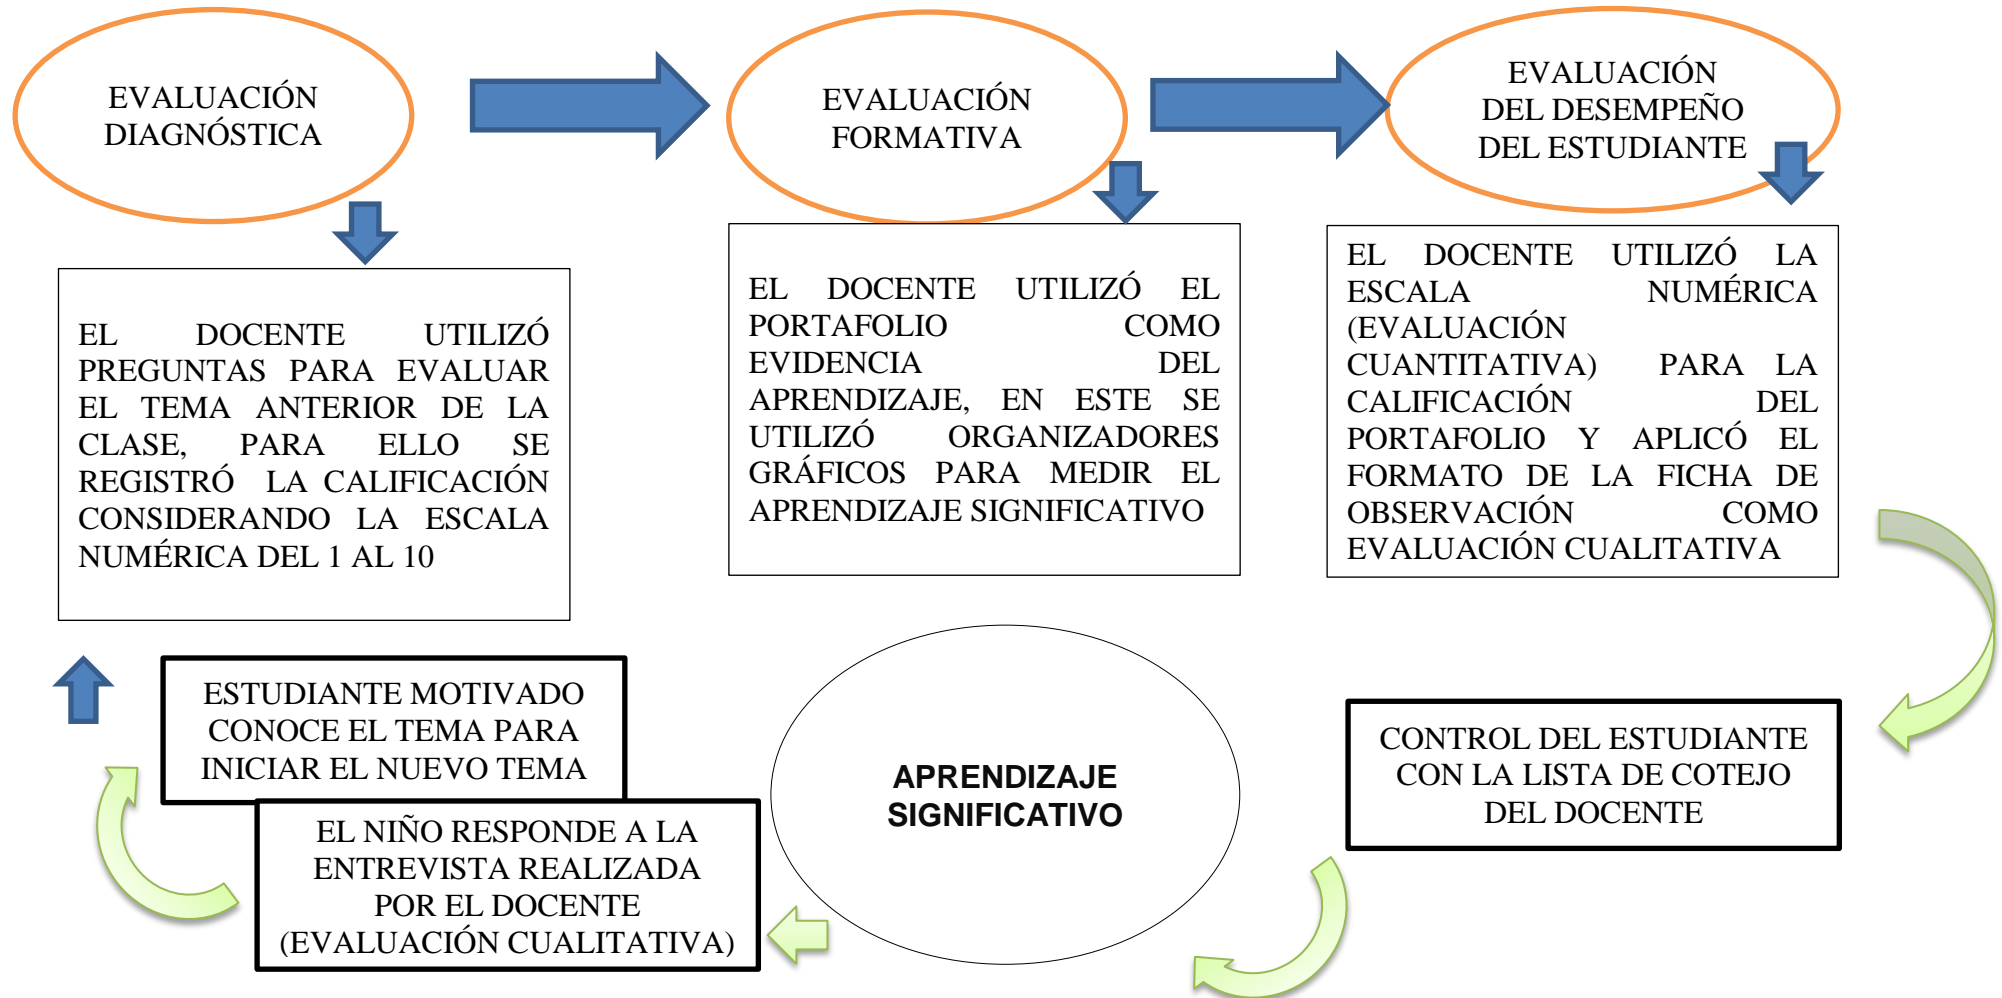 EVALUACIÓN
DIAGNÓSTICA
EVALUACIÓN
FORMATIVA
EVALUACIÓN
DEL DESEMPEÑO
DEL ESTUDIANTE
EL DOCENTE UTILIZÓ
PREGUNTAS PARA EVALUAR
EL TEMA ANTERIOR DE LA
CLASE, PARA ELLO SE
REGISTRÓ LA CALIFICACIÓN
CONSIDERANDO LA ESCALA
NUMÉRICA DEL 1 AL 10
EL DOCENTE UTILIZÓ EL
PORTAFOLIO COMO
EVIDENCIA DEL
APRENDIZAJE, EN ESTE SE
UTILIZÓ ORGANIZADORES
GRÁFICOS PARA MEDIR EL
APRENDIZAJE SIGNIFICATIVO
EL DOCENTE UTILIZÓ LA
ESCALA NUMÉRICA
(EVALUACIÓN
CUANTITATIVA) PARA LA
CALIFICACIÓN DEL
PORTAFOLIO Y APLICÓ EL
FORMATO DE LA FICHA DE
OBSERVACIÓN COMO
EVALUACIÓN CUALITATIVA
ESTUDIANTE MOTIVADO
CONOCE EL TEMA PARA
INICIAR EL NUEVO TEMA
EL NIÑO RESPONDE A LA
ENTREVISTA REALIZADA
POR EL DOCENTE
(EVALUACIÓN CUALITATIVA)
APRENDIZAJE
SIGNIFICATIVO
CONTROL DEL ESTUDIANTE
CON LA LISTA DE COTEJO
DEL DOCENTE